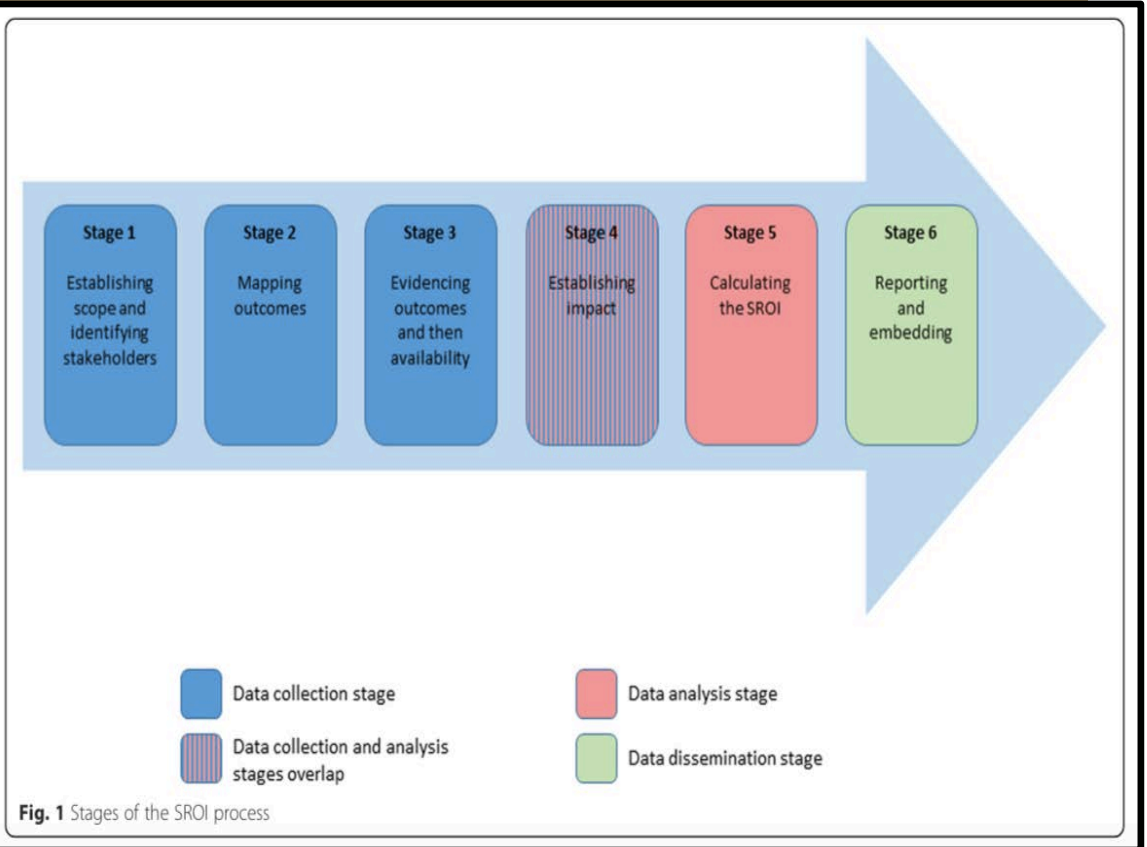 Stage 1
Establishing
scope and
identifying
stakeholders
Stage 2
Mapping
outcomes
Stage 3
Evidencing
outcomes
and then
availability
Stage 4
Establishing
impact
Stage 5
Calculating
the SROI
Stage 6
Reporting
and
embedding
Data collection stage
Data analysis stage
Data collection and analysis
stages overlap
Data dissemination stage
Fig. 1 Stages of the SROI process